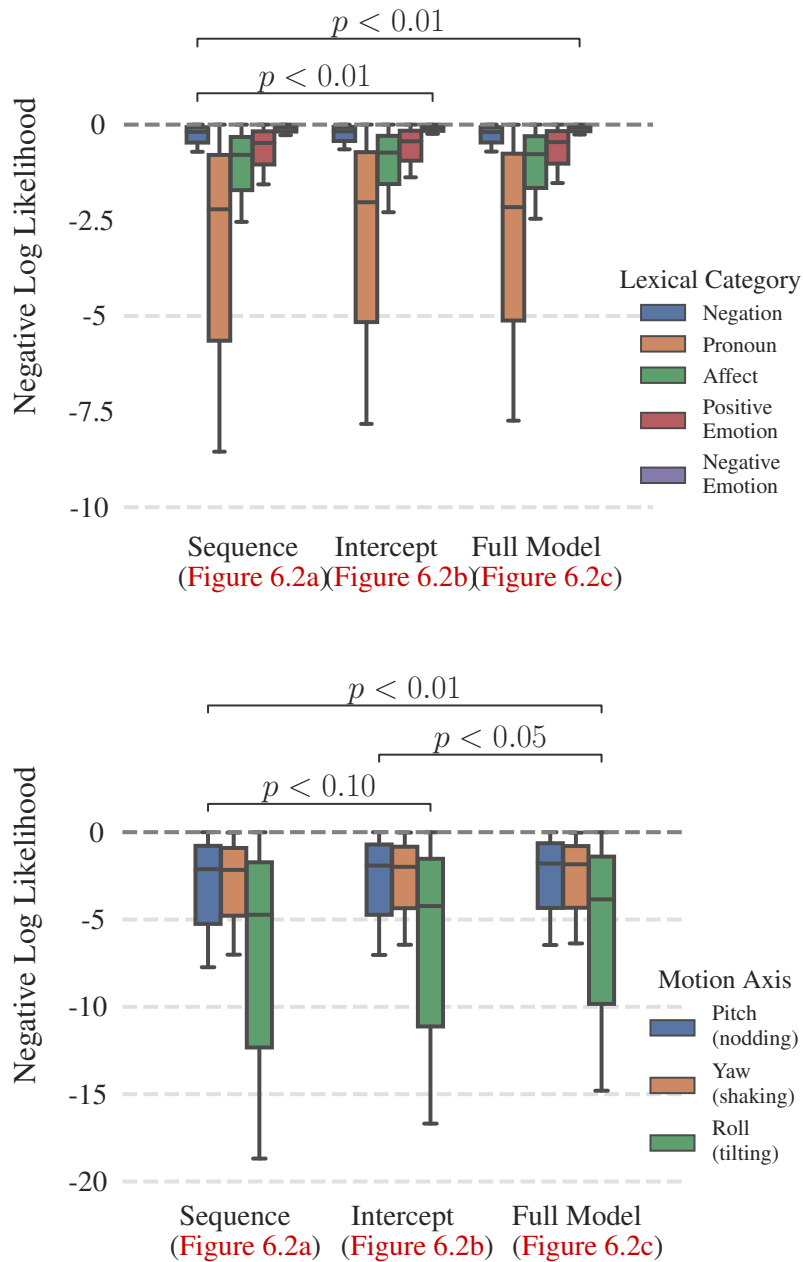 p < 0.01
p < 0.01
Negative Log Likelihood
0
-2.5
-5
-7.5
-10
Lexical Category
Negation
Pronoun
Affect
Positive
Emotion
Negative
Emotion
Sequence Intercept Full Model
(Figure 6.2a)(Figure 6.2b)(Figure 6.2c)
p < 0.01
p < 0.05
p < 0.10
Negative Log Likelihood
0
-5
-10
-15
-20
Motion Axis
Pitch
(nodding)
Yaw
(shaking)
Roll
(tilting)
Sequence Intercept Full Model
(Figure 6.2a) (Figure 6.2b) (Figure 6.2c)